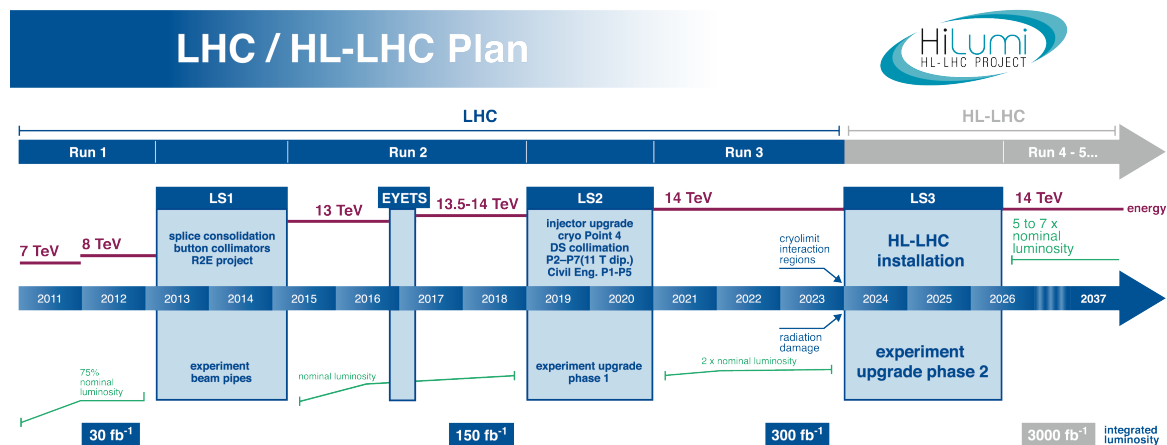 LHC / HL-LHC Plan
HiLumi
HL-LHC PROJECT
LHC
HL-LHC
Run 1
Run 2
Run 3
Run 4 - 5...
LS1
EYETS
LS2
LS3
7 TeV
8 TeV
13 TeV
13.5-14 TeV
14 TeV
14 TeV
energy
splice consolidation
button collimators
R2E project
injector upgrade
cryo Point 4
DS collimation
P2–P7(11 T dip.)
Civil Eng. P1-P5
cryolimit
interaction
regions
HL-LHC
installation
5 to 7 x
nominal
luminosity
2011
2012
2013
2014
2015
2016
2017
2018
2019
2020
2021
2022
2023
2024
2025
2026
2037
radiation
damage
75%
nominal
luminosity
experiment
beam pipes
nominal luminosity
experiment upgrade
phase 1
2 x nominal luminosity
experiment
upgrade phase 2
30 fb⁻¹
150 fb⁻¹
300 fb⁻¹
3000 fb⁻¹
integrated
luminosity